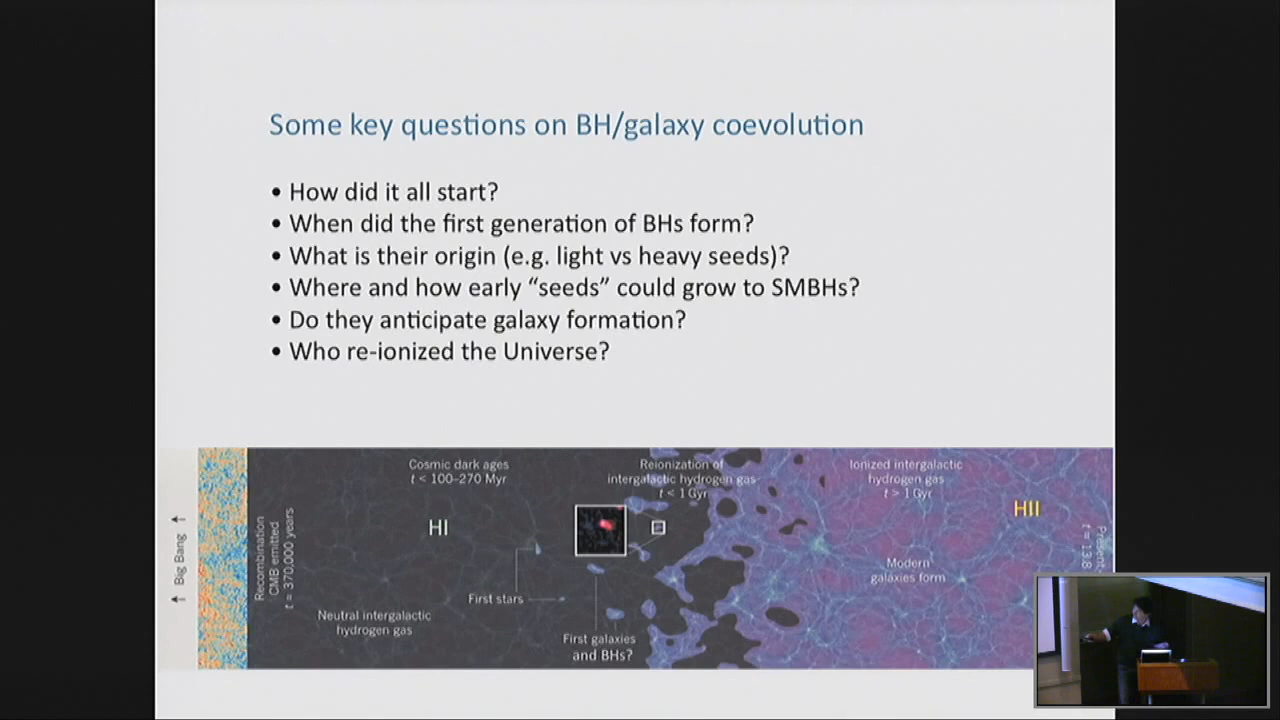 Some key questions on BH/galaxy coevolution
• How did it all start?
• When did the first generation of BHs form?
• What is their origin (e.g. light vs heavy seeds)?
• Where and how early “seeds” could grow to SMBHs?
• Do they anticipate galaxy formation?
• Who re-ionized the Universe?
Big Bang
Recombination
CMB emitted
t = 370,000 years
Cosmic dark ages
t < 100–270 Myr
HI
First stars
Neutral intergalactic
hydrogen gas
Reionization of
intergalactic hydrogen gas
t < 1 Gyr
First galaxies
and BHs?
Ionized intergalactic
hydrogen gas
t > 1 Gyr
HII
Modern
galaxies form
t = 13.8